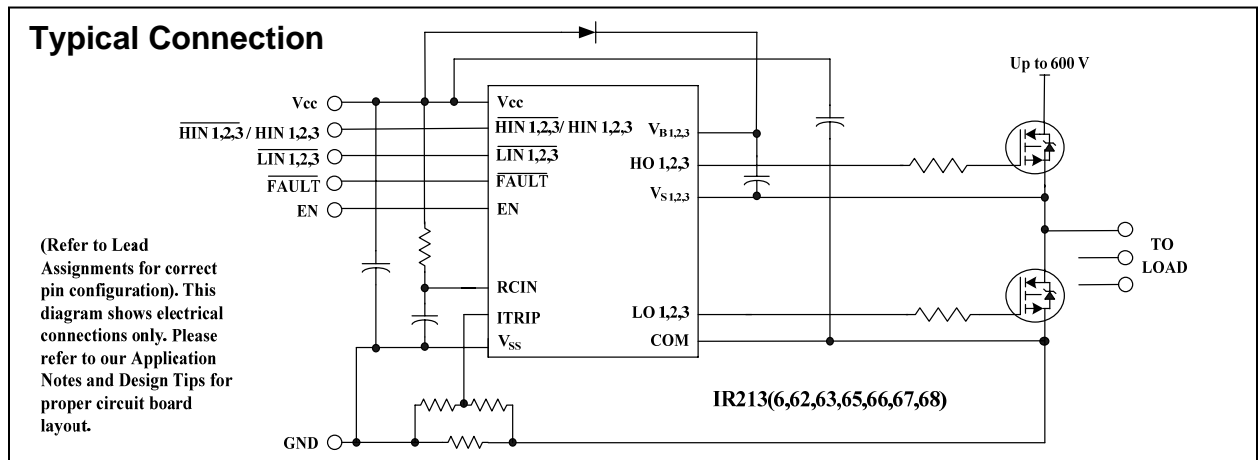 Typical Connection
Up to 600 V
Vcc
Vcc
HIN 1,2,3 / HIN 1,2,3
HIN 1,2,3 / HIN 1,2,3
VB1,2,3
LIN 1,2,3
LIN 1,2,3
HO 1,2,3
FAULT
FAULT
VS1,2,3
EN
EN
(Refer to Lead
Assignments for correct
pin configuration). This
diagram shows electrical
connections only. Please
refer to our Application
Notes and Design Tips for
proper circuit board
layout.
TO
LOAD
RCIN
ITRIP
LO 1,2,3
VSS
COM
IR213(6,62,63,65,66,67,68)
GND